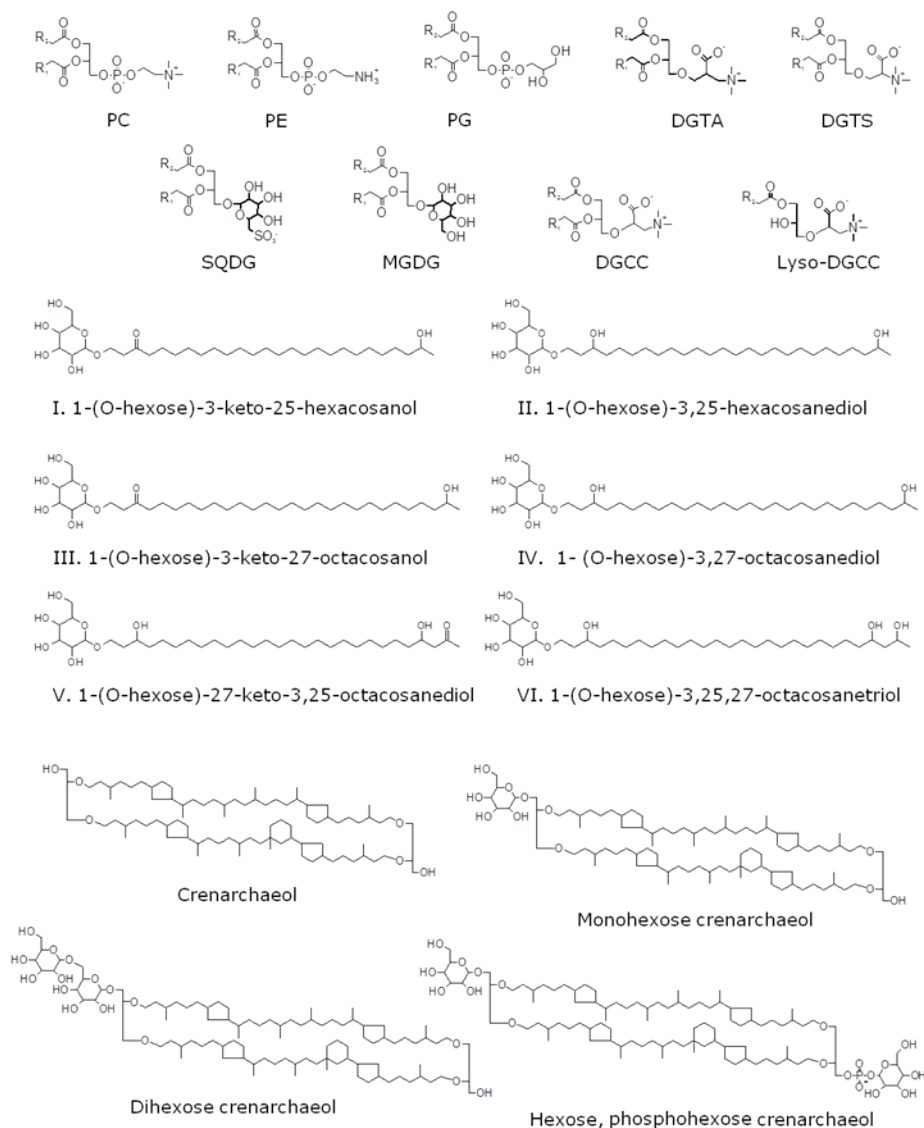 PC
PE
PG
DGTA
DGTS
SQDG
MGDG
DGCC
Lyso-DGCC
I. 1-(O-hexose)-3-keto-25-hexacosanol
II. 1-(O-hexose)-3,25-hexacosanediol
III. 1-(O-hexose)-3-keto-27-octacosanol
IV. 1- (O-hexose)-3,27-octacosanediol
V. 1-(O-hexose)-27-keto-3,25-octacosanediol
VI. 1-(O-hexose)-3,25,27-octacosanetriol
Crenarchaeol
Monohexose crenarchaeol
Dihexose crenarchaeol
Hexose, phosphohexose crenarchaeol